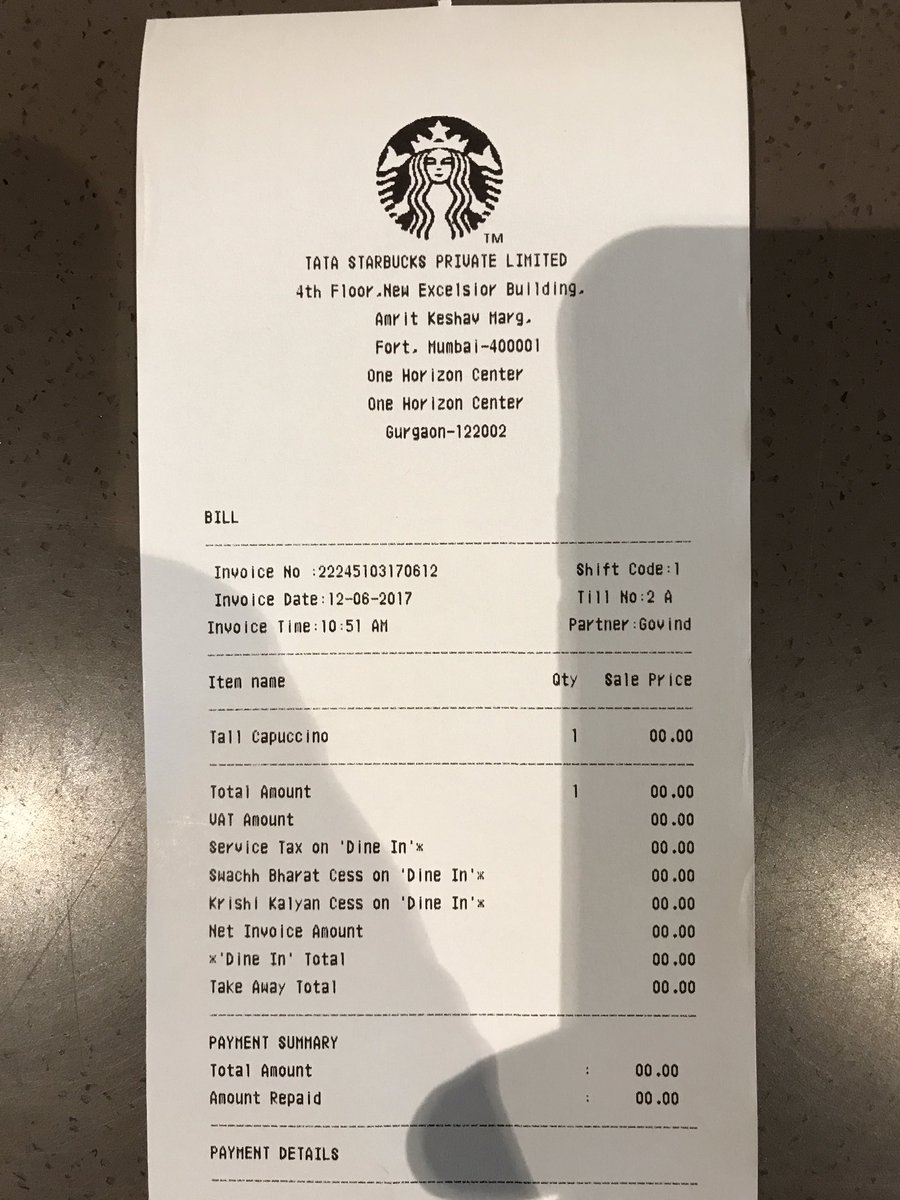 TM
TATA STARBUCKS PRIVATE LIMITED
4th Floor,New Excelsior Building,
Amrit Keshav Marg,
Fort, Mumbai-400001
One Horizon Center
One Horizon Center
Gurgaon-122002
BILL
Invoice No :22245103170612 Shift Code:1
Invoice Date:12-06-2017 Till No:2 A
Invoice Time:10:51 AM Partner:Govind
Item name Qty Sale Price
Tall Capuccino 1 00.00
Total Amount 1 00.00
VAT Amount 00.00
Service Tax on 'Dine In'* 00.00
Swachh Bharat Cess on 'Dine In'* 00.00
Krishi Kalyan Cess on 'Dine In'* 00.00
Net Invoice Amount 00.00
*'Dine In' Total 00.00
Take Away Total 00.00
PAYMENT SUMMARY
Total Amount : 00.00
Amount Repaid : 00.00
PAYMENT DETAILS